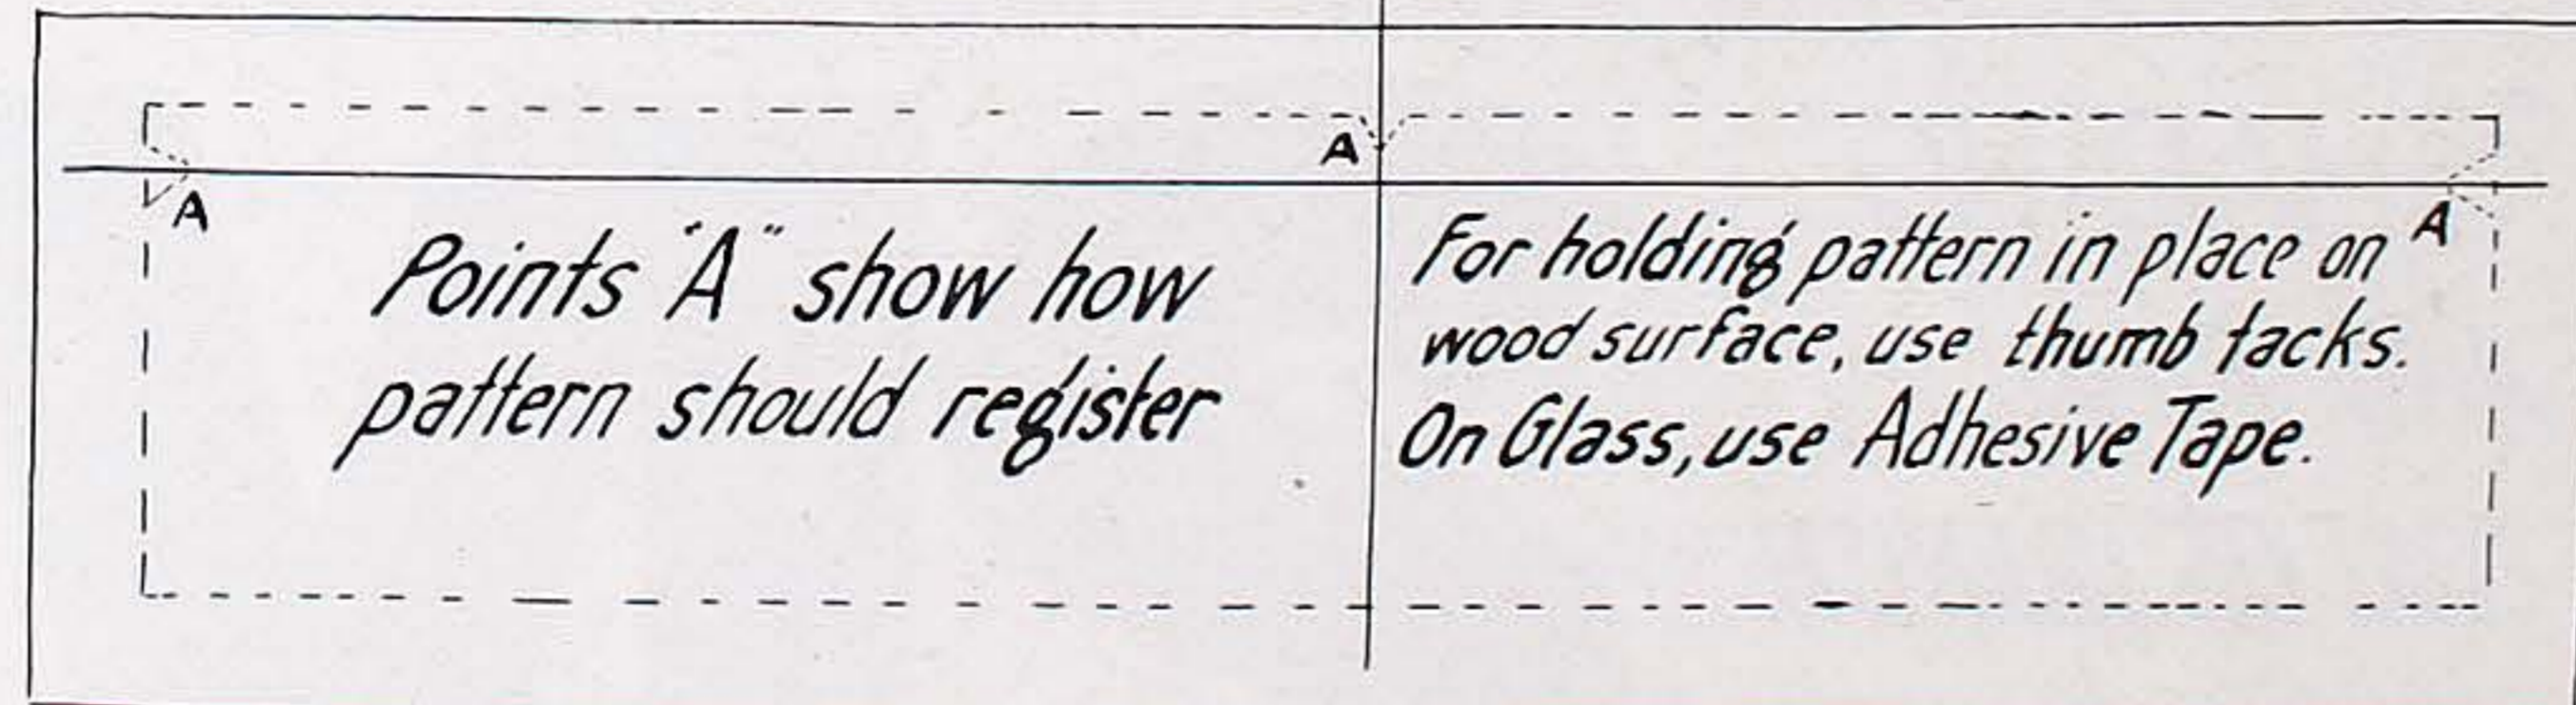 A
A
A
Points "A" show how
pattern should register
For holding pattern in place on
wood surface, use thumb tacks.
On Glass, use Adhesive Tape.